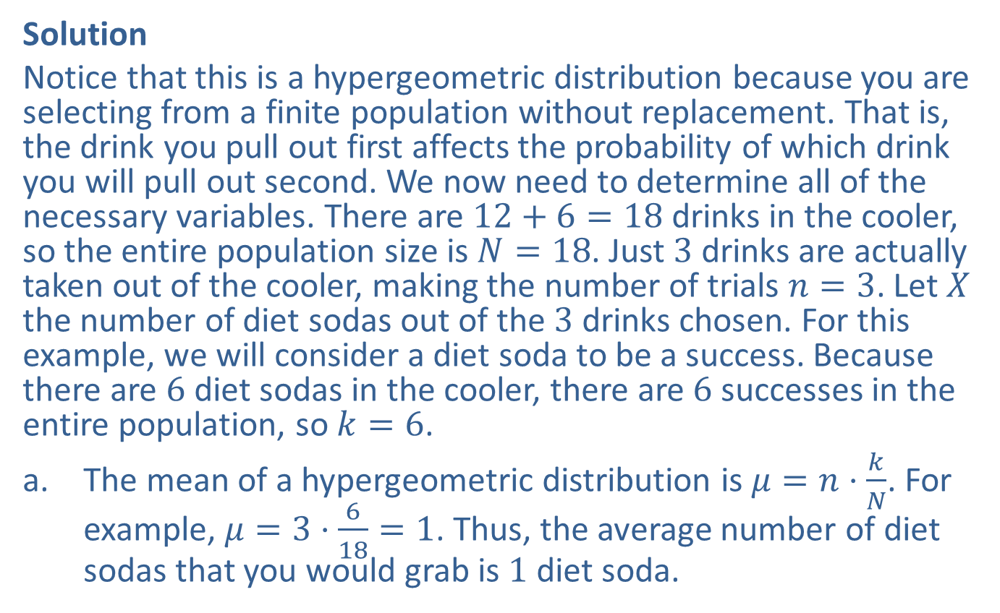 Solution
Notice that this is a hypergeometric distribution because you are
selecting from a finite population without replacement. That is,
the drink you pull out first affects the probability of which drink
you will pull out second. We now need to determine all of the
necessary variables. There are 12 + 6 = 18 drinks in the cooler,
so the entire population size is N = 18. Just 3 drinks are actually
taken out of the cooler, making the number of trials n = 3. Let X
the number of diet sodas out of the 3 drinks chosen. For this
example, we will consider a diet soda to be a success. Because
there are 6 diet sodas in the cooler, there are 6 successes in the
entire population, so k = 6.
a. The mean of a hypergeometric distribution is μ = n · k/N. For
example, μ = 3 · 6/18 = 1. Thus, the average number of diet
sodas that you would grab is 1 diet soda.